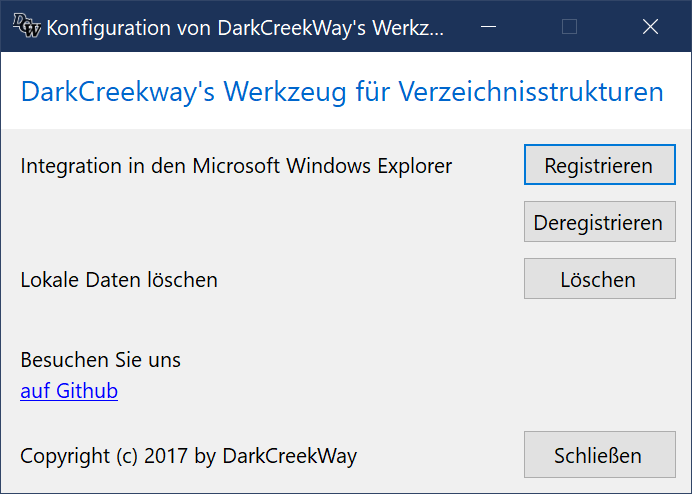 DCW Konfiguration von DarkCreekWay's Werkz...
DarkCreekway's Werkzeug für Verzeichnisstrukturen
Integration in den Microsoft Windows Explorer Registrieren
Deregistrieren
Lokale Daten löschen Löschen
Besuchen Sie uns
auf Github
Copyright (c) 2017 by DarkCreekWay Schließen